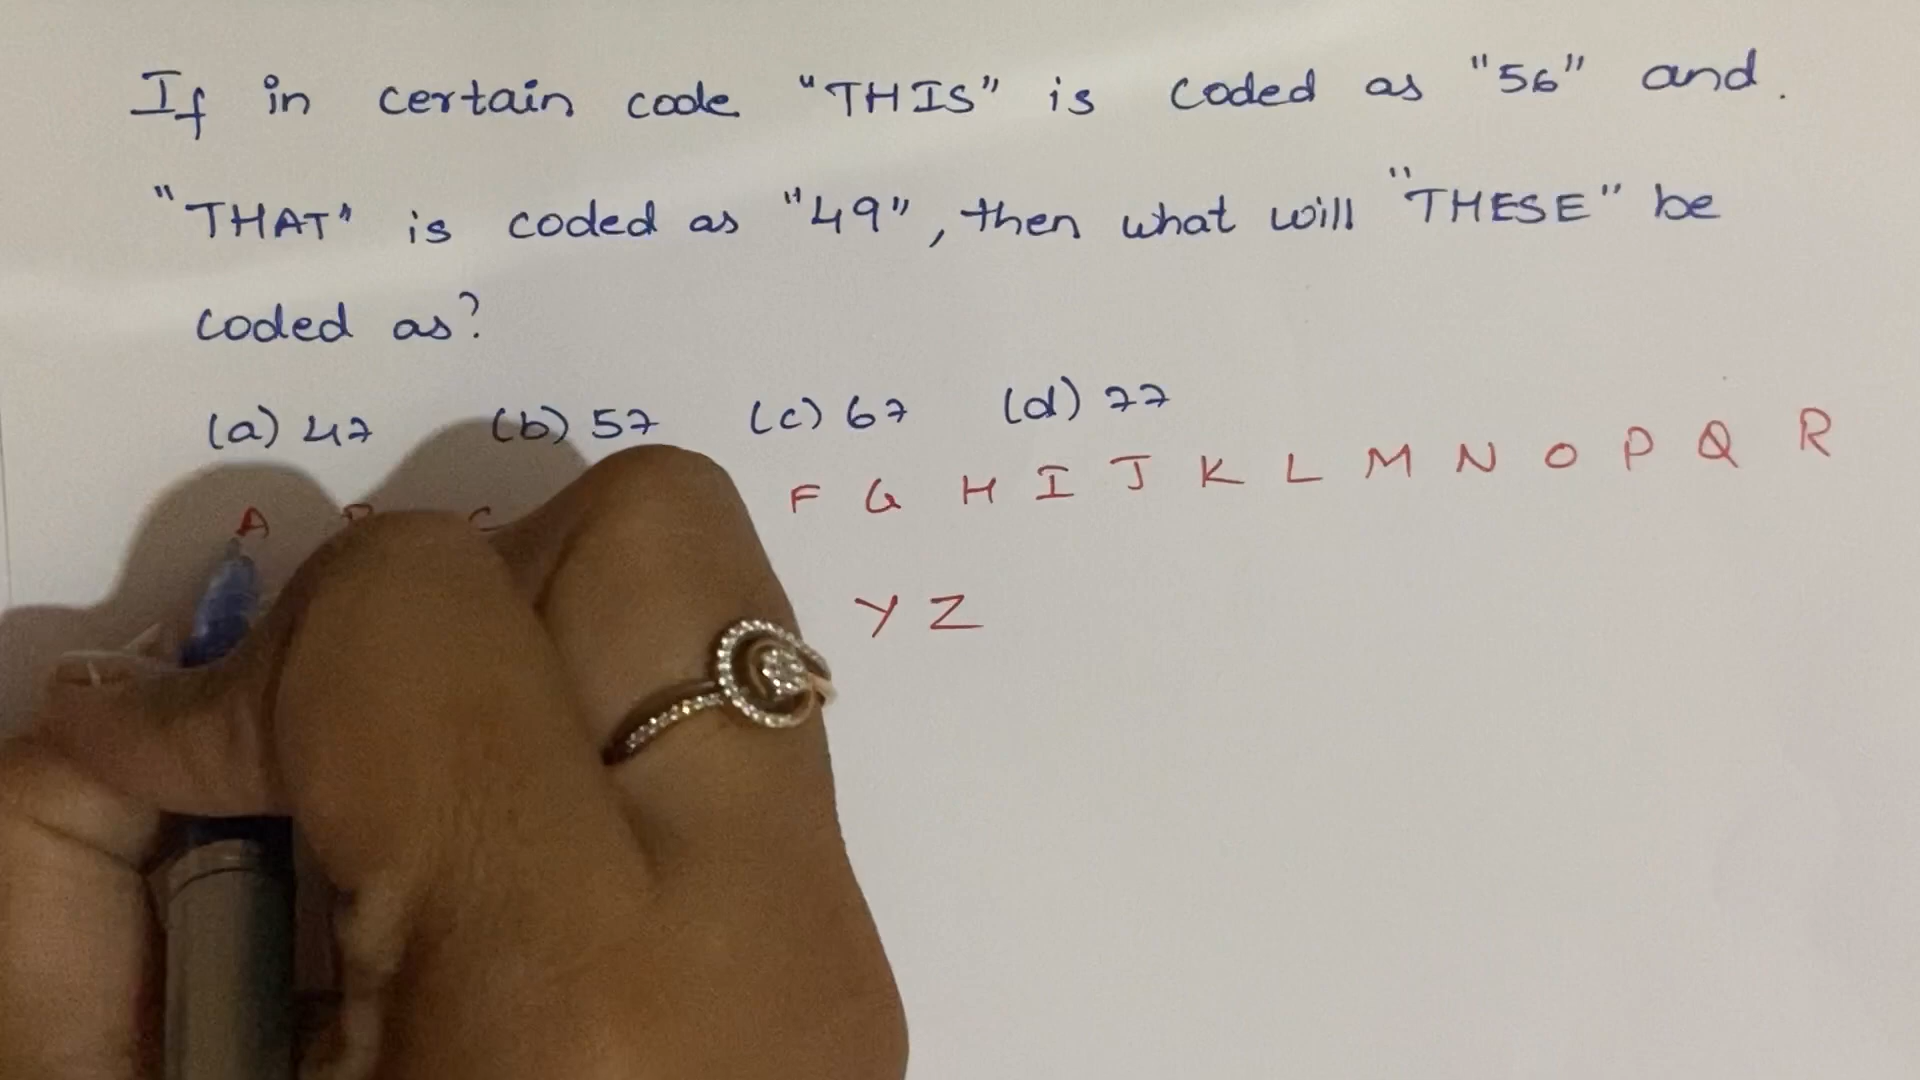 If in certain code "THIS" is coded as "56" and.
"THAT" is coded as "49", then what will "THESE" be
coded as?
(a) 47 (b) 57 (c) 67 (d) 77
A B C F G H I J K L M N O P Q R
Y Z